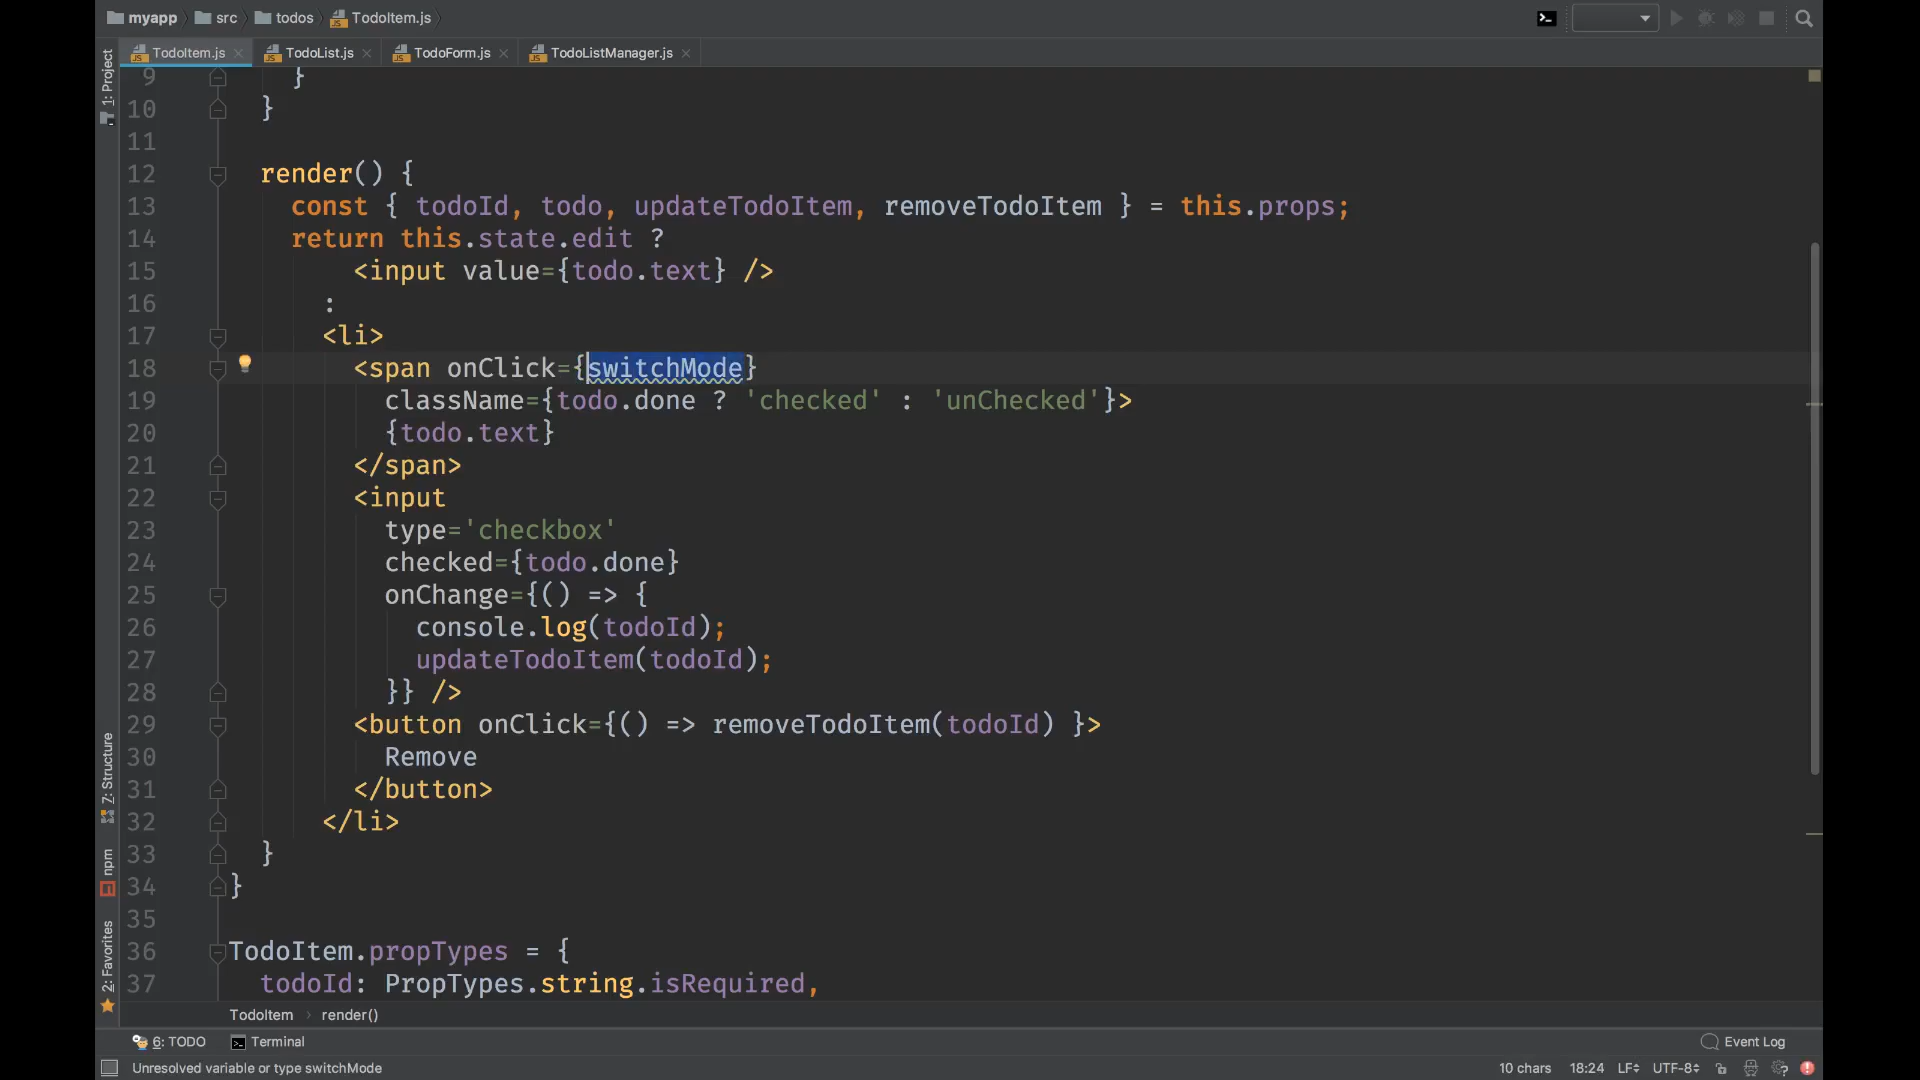 myapp src todos TodoItem.js
TodoItem.js TodoList.js TodoForm.js TodoListManager.js
1: Project
9 }
10 }
11
12 render() {
13 const { todoId, todo, updateTodoItem, removeTodoItem } = this.props;
14 return this.state.edit ?
15 <input value={todo.text} />
16 :
17 <li>
18 <span onClick={switchMode}
19 className={todo.done ? 'checked' : 'unChecked'}>
20 {todo.text}
21 </span>
22 <input
23 type='checkbox'
24 checked={todo.done}
25 onChange={() => {
26 console.log(todoId);
27 updateTodoItem(todoId);
28 }} />
29 <button onClick={() => removeTodoItem(todoId) }>
30 Remove
31 </button>
32 </li>
33 }
34 }
35
36 TodoItem.propTypes = {
37 todoId: PropTypes.string.isRequired,
7: Structure
npm
2: Favorites
TodoItem › render()
6: TODO Terminal Event Log
Unresolved variable or type switchMode 10 chars 18:24 LF UTF-8